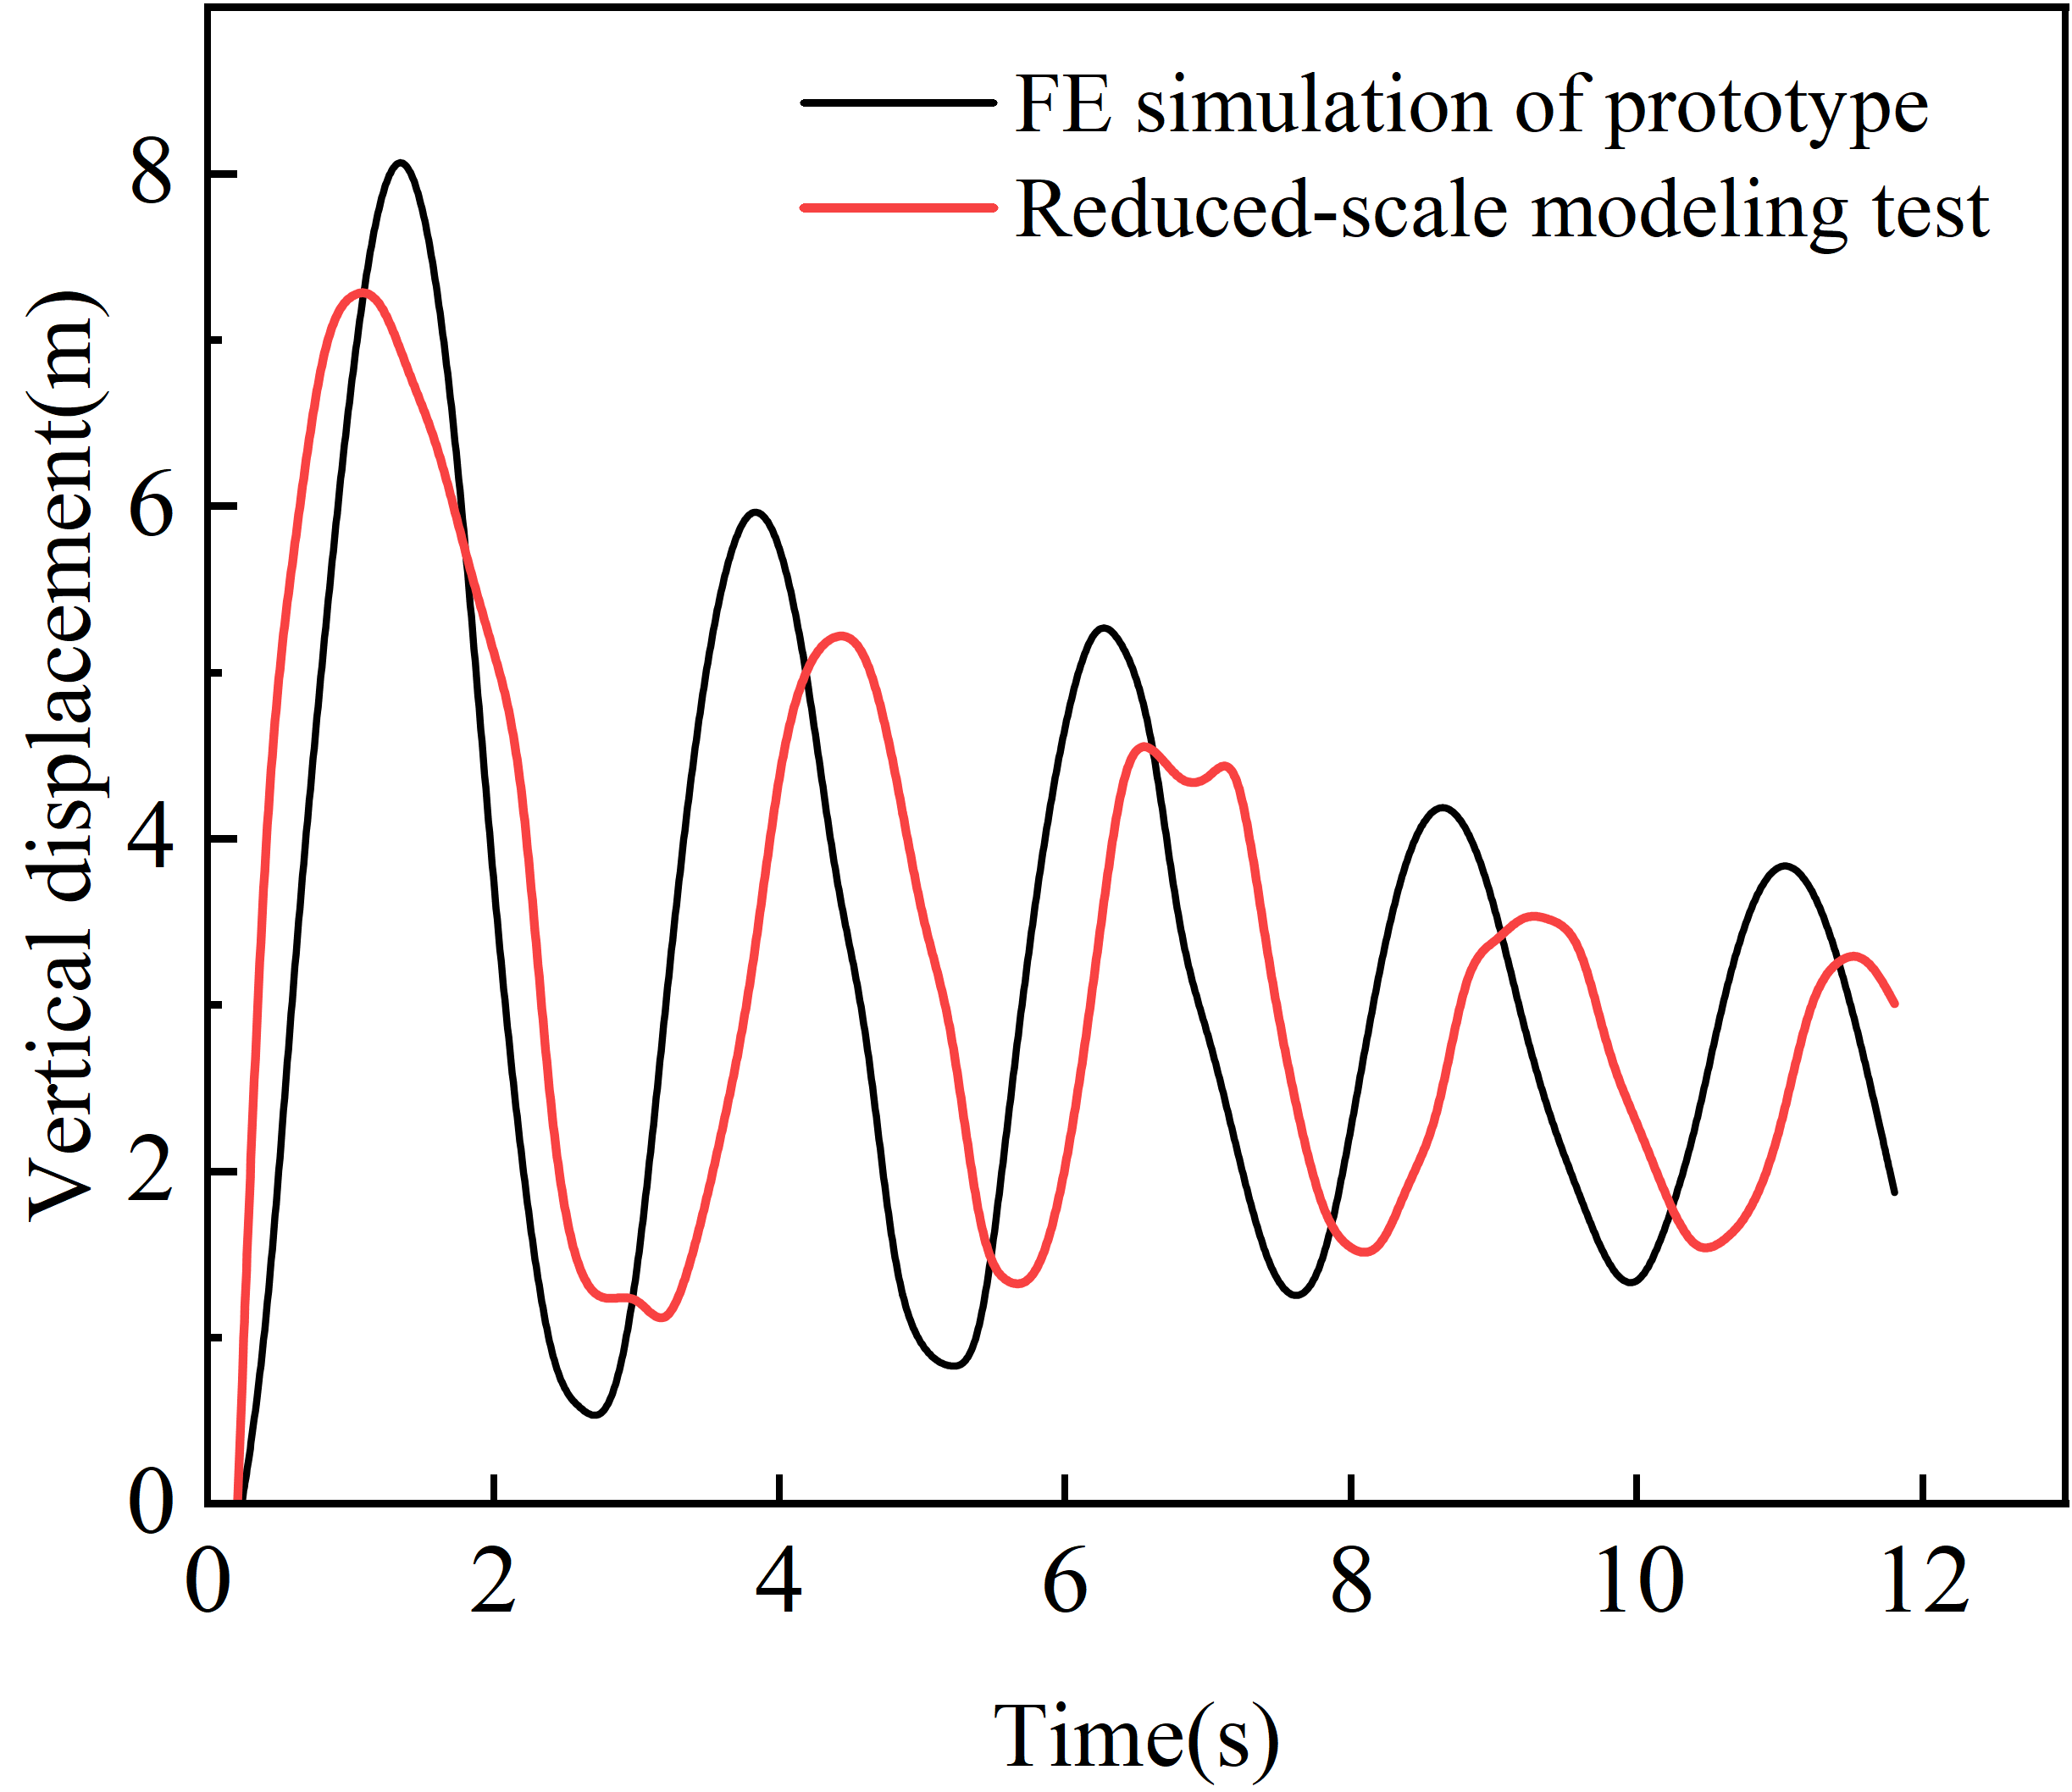 FE simulation of prototype
Reduced-scale modeling test
Vertical displacement(m)
8
6
4
2
0
0 2 4 6 8 10 12
Time(s)